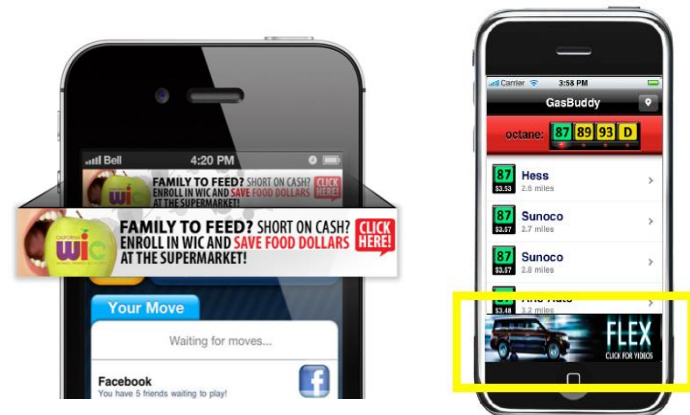 Bell 4:20 PM
FAMILY TO FEED? SHORT ON CASH? CLICK
ENROLL IN WIC AND SAVE FOOD DOLLARS HERE!
AT THE SUPERMARKET!
wic
CALIFORNIA
wic
FAMILY TO FEED? SHORT ON CASH? CLICK
ENROLL IN WIC AND SAVE FOOD DOLLARS HERE!
AT THE SUPERMARKET!
Your Move
Waiting for moves...
Facebook
You have 5 friends waiting to play!
f
Carrier 3:58 PM
GasBuddy
octane: 87 89 93 D
87 Hess
$3.53 2.6 miles
87 Sunoco
$3.57 2.7 miles
87 Sunoco
$3.57 2.8 miles
87
$3.48 3.2 miles
FLEX
CLICK FOR VIDEOS